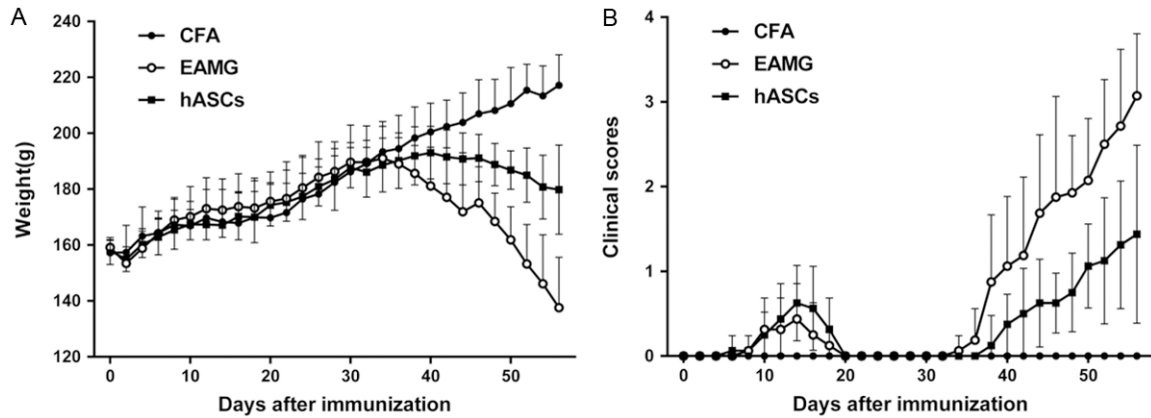 A
240
220
200
180
160
140
120
Weight(g)
CFA
EAMG
hASCs
0
10
20
30
40
50
Days after immunization
B
4
3
2
1
0
Clinical scores
CFA
EAMG
hASCs
0
10
20
30
40
50
Days after immunization